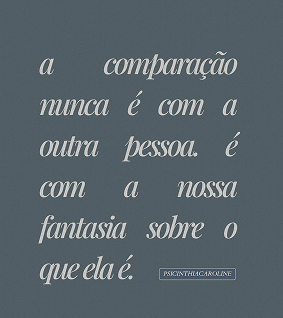 a comparação
nunca é com a
outra pessoa. é
com a nossa
fantasia sobre o
que ela é.
PSICINTHIACAROLINE